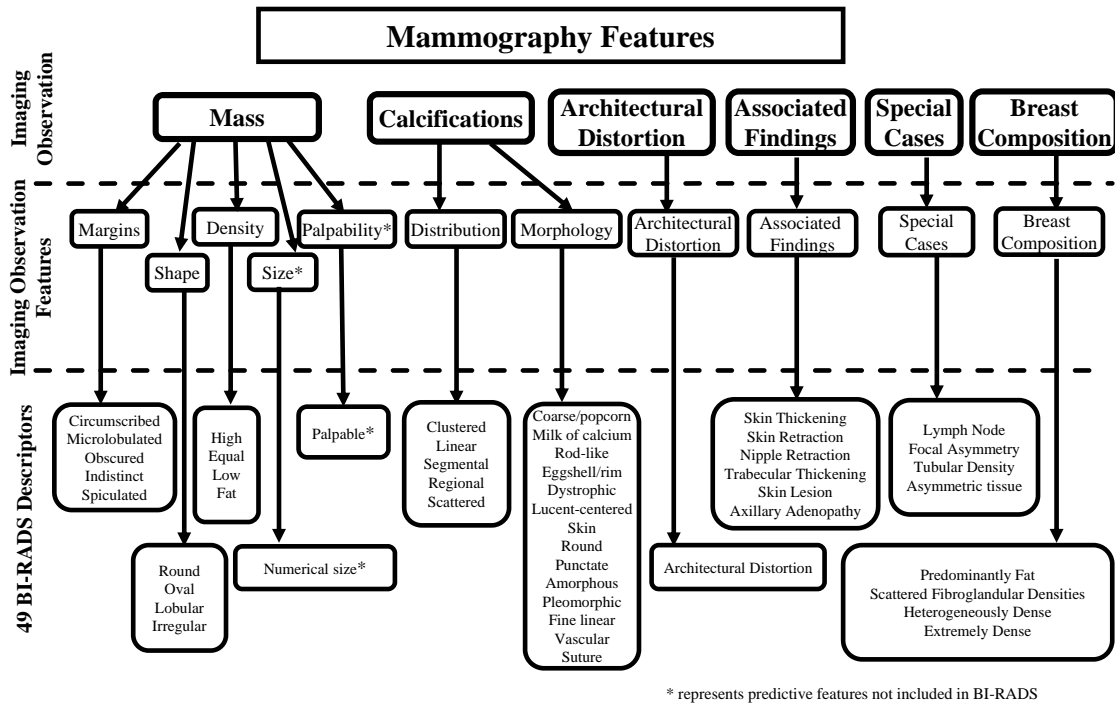 Mammography Features
Imaging
Observation
Mass
Calcifications
Architectural
Distortion
Associated
Findings
Special
Cases
Breast
Composition
Imaging Observation
Features
Margins
Shape
Density
Size*
Palpability*
Distribution
Morphology
Architectural
Distortion
Associated
Findings
Special
Cases
Breast
Composition
49 BI-RADS Descriptors
Circumscribed
Microlobulated
Obscured
Indistinct
Spiculated
Round
Oval
Lobular
Irregular
High
Equal
Low
Fat
Numerical size*
Palpable*
Clustered
Linear
Segmental
Regional
Scattered
Coarse/popcorn
Milk of calcium
Rod-like
Eggshell/rim
Dystrophic
Lucent-centered
Skin
Round
Punctate
Amorphous
Pleomorphic
Fine linear
Vascular
Suture
Architectural Distortion
Skin Thickening
Skin Retraction
Nipple Retraction
Trabecular Thickening
Skin Lesion
Axillary Adenopathy
Lymph Node
Focal Asymmetry
Tubular Density
Asymmetric tissue
Predominantly Fat
Scattered Fibroglandular Densities
Heterogeneously Dense
Extremely Dense
* represents predictive features not included in BI-RADS